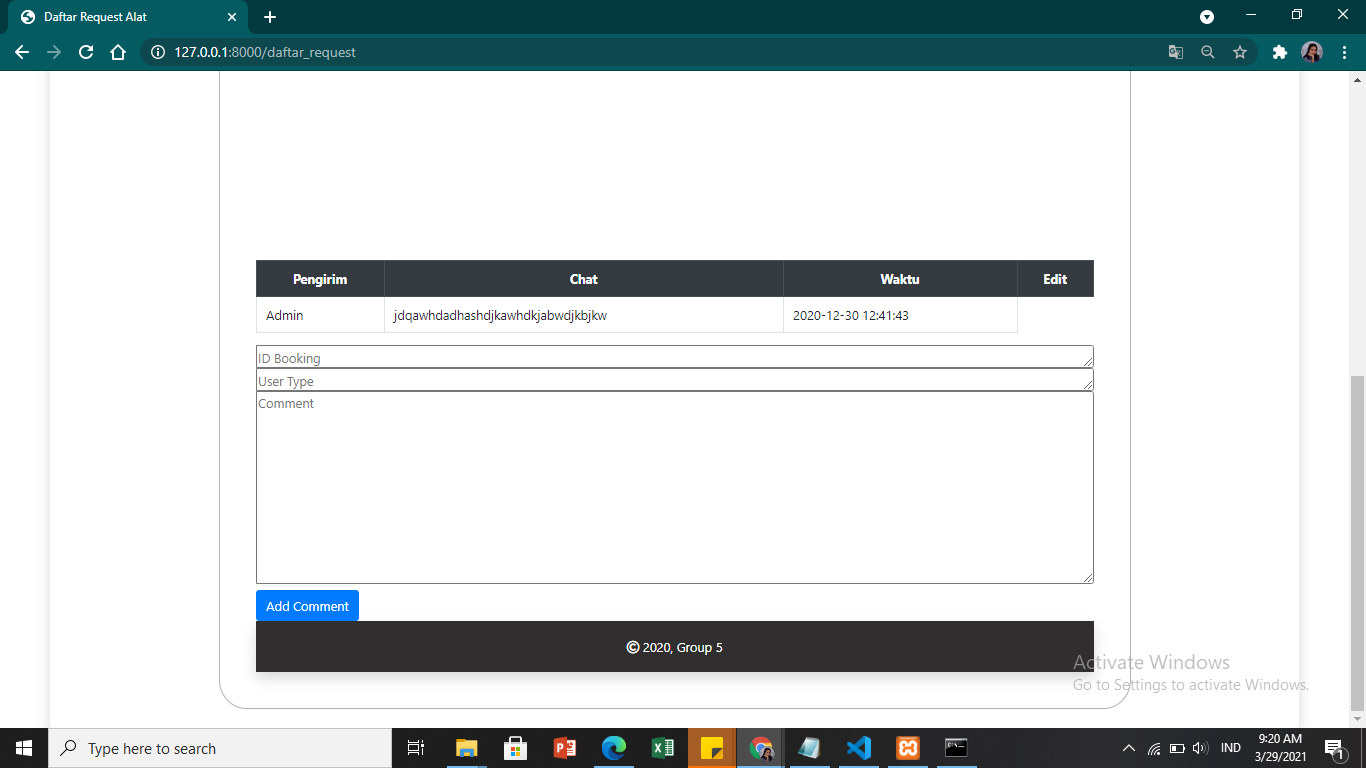 Daftar Request Alat
127.0.0.1:8000/daftar_request
Pengirim Chat Waktu Edit
Admin jdqawhdadhashdjkawhdkjabwdjkbjkw 2020-12-30 12:41:43
ID Booking
User Type
Comment
Add Comment
© 2020, Group 5
Activate Windows
Go to Settings to activate Windows.
Type here to search
IND
9:20 AM
3/29/2021
1